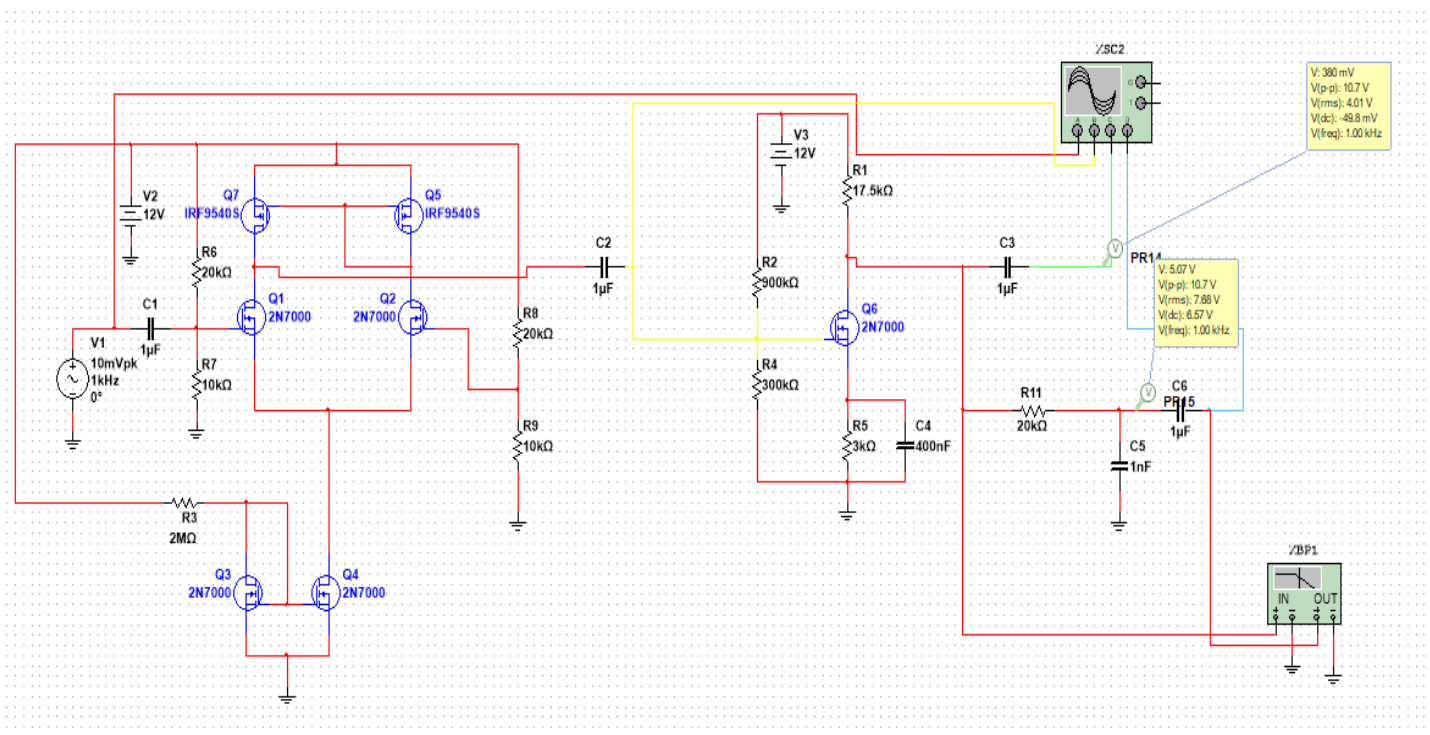 XSC2
G
T
A B C D
V: 380 mV
V(p-p): 10.7 V
V(rms): 4.01 V
V(dc): -49.8 mV
V(freq): 1.00 kHz
V3
12V
R1
17.5kΩ
V2
12V
Q7
IRF9540S
Q5
IRF9540S
C2
1µF
C3
1µF
V
PR14
R6
20kΩ
R2
900kΩ
V: 5.07 V
V(p-p): 10.7 V
V(rms): 7.68 V
V(dc): 6.57 V
V(freq): 1.00 kHz
C1
1µF
Q1
2N7000
Q2
2N7000
R8
20kΩ
Q6
2N7000
V1
10mVpk
1kHz
0°
R7
10kΩ
R4
300kΩ
R11
20kΩ
V
C6
PR15
1µF
R9
10kΩ
R5
3kΩ
C4
400nF
C5
1nF
R3
2MΩ
Q3
2N7000
Q4
2N7000
XBP1
IN OUT